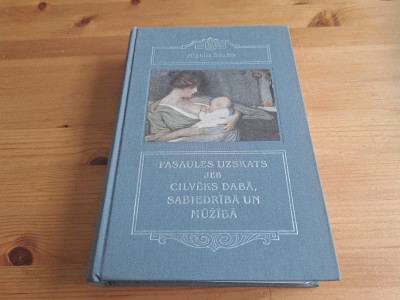 PASAULES UZSKATS
JEB
CILVĒKS DABĀ,
SABIEDRĪBĀ UN
MŪŽĪBĀ